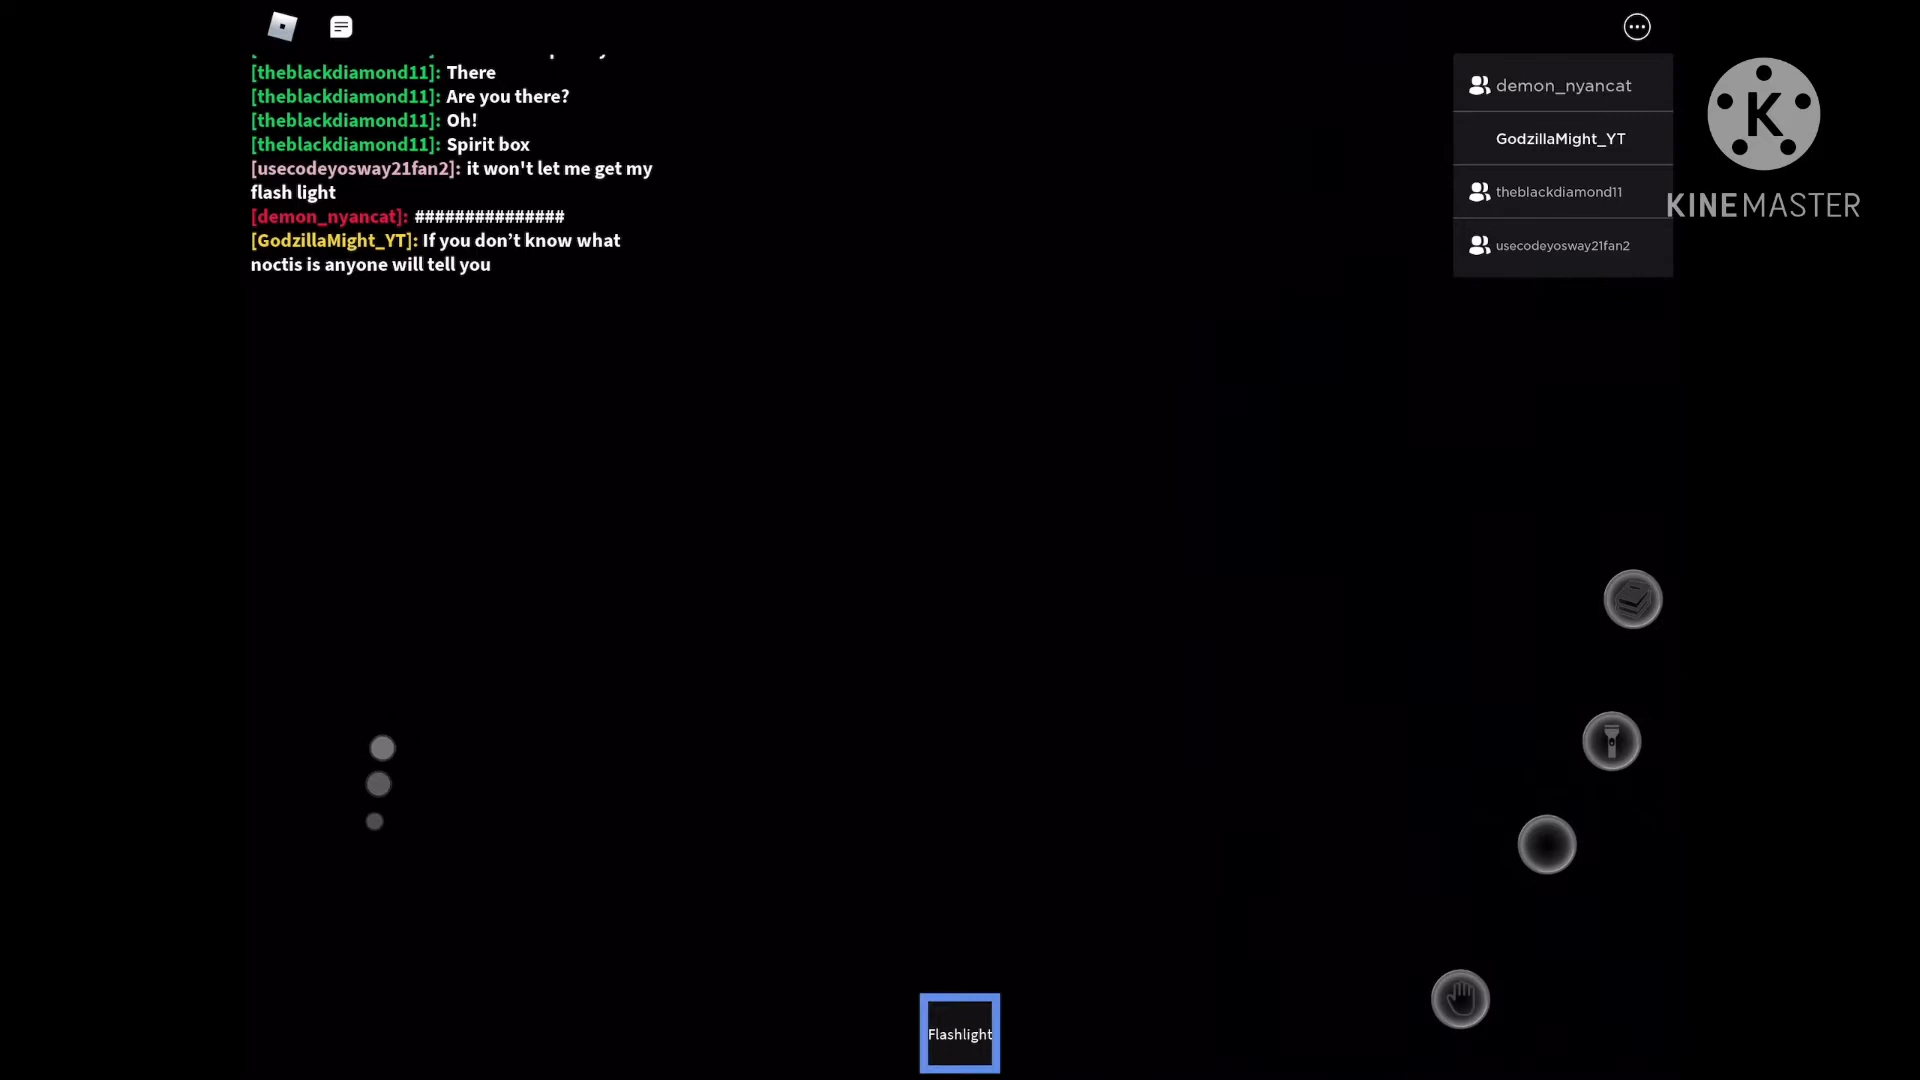 [theblackdiamond11]: There
[theblackdiamond11]: Are you there?
[theblackdiamond11]: Oh!
[theblackdiamond11]: Spirit box
[usecodeyosway21fan2]: it won't let me get my
flash light
[demon_nyancat]: ###############
[GodzillaMight_YT]: If you don’t know what
noctis is anyone will tell you
demon_nyancat
GodzillaMight_YT
theblackdiamond11
usecodeyosway21fan2
K
KINEMASTER
Flashlight